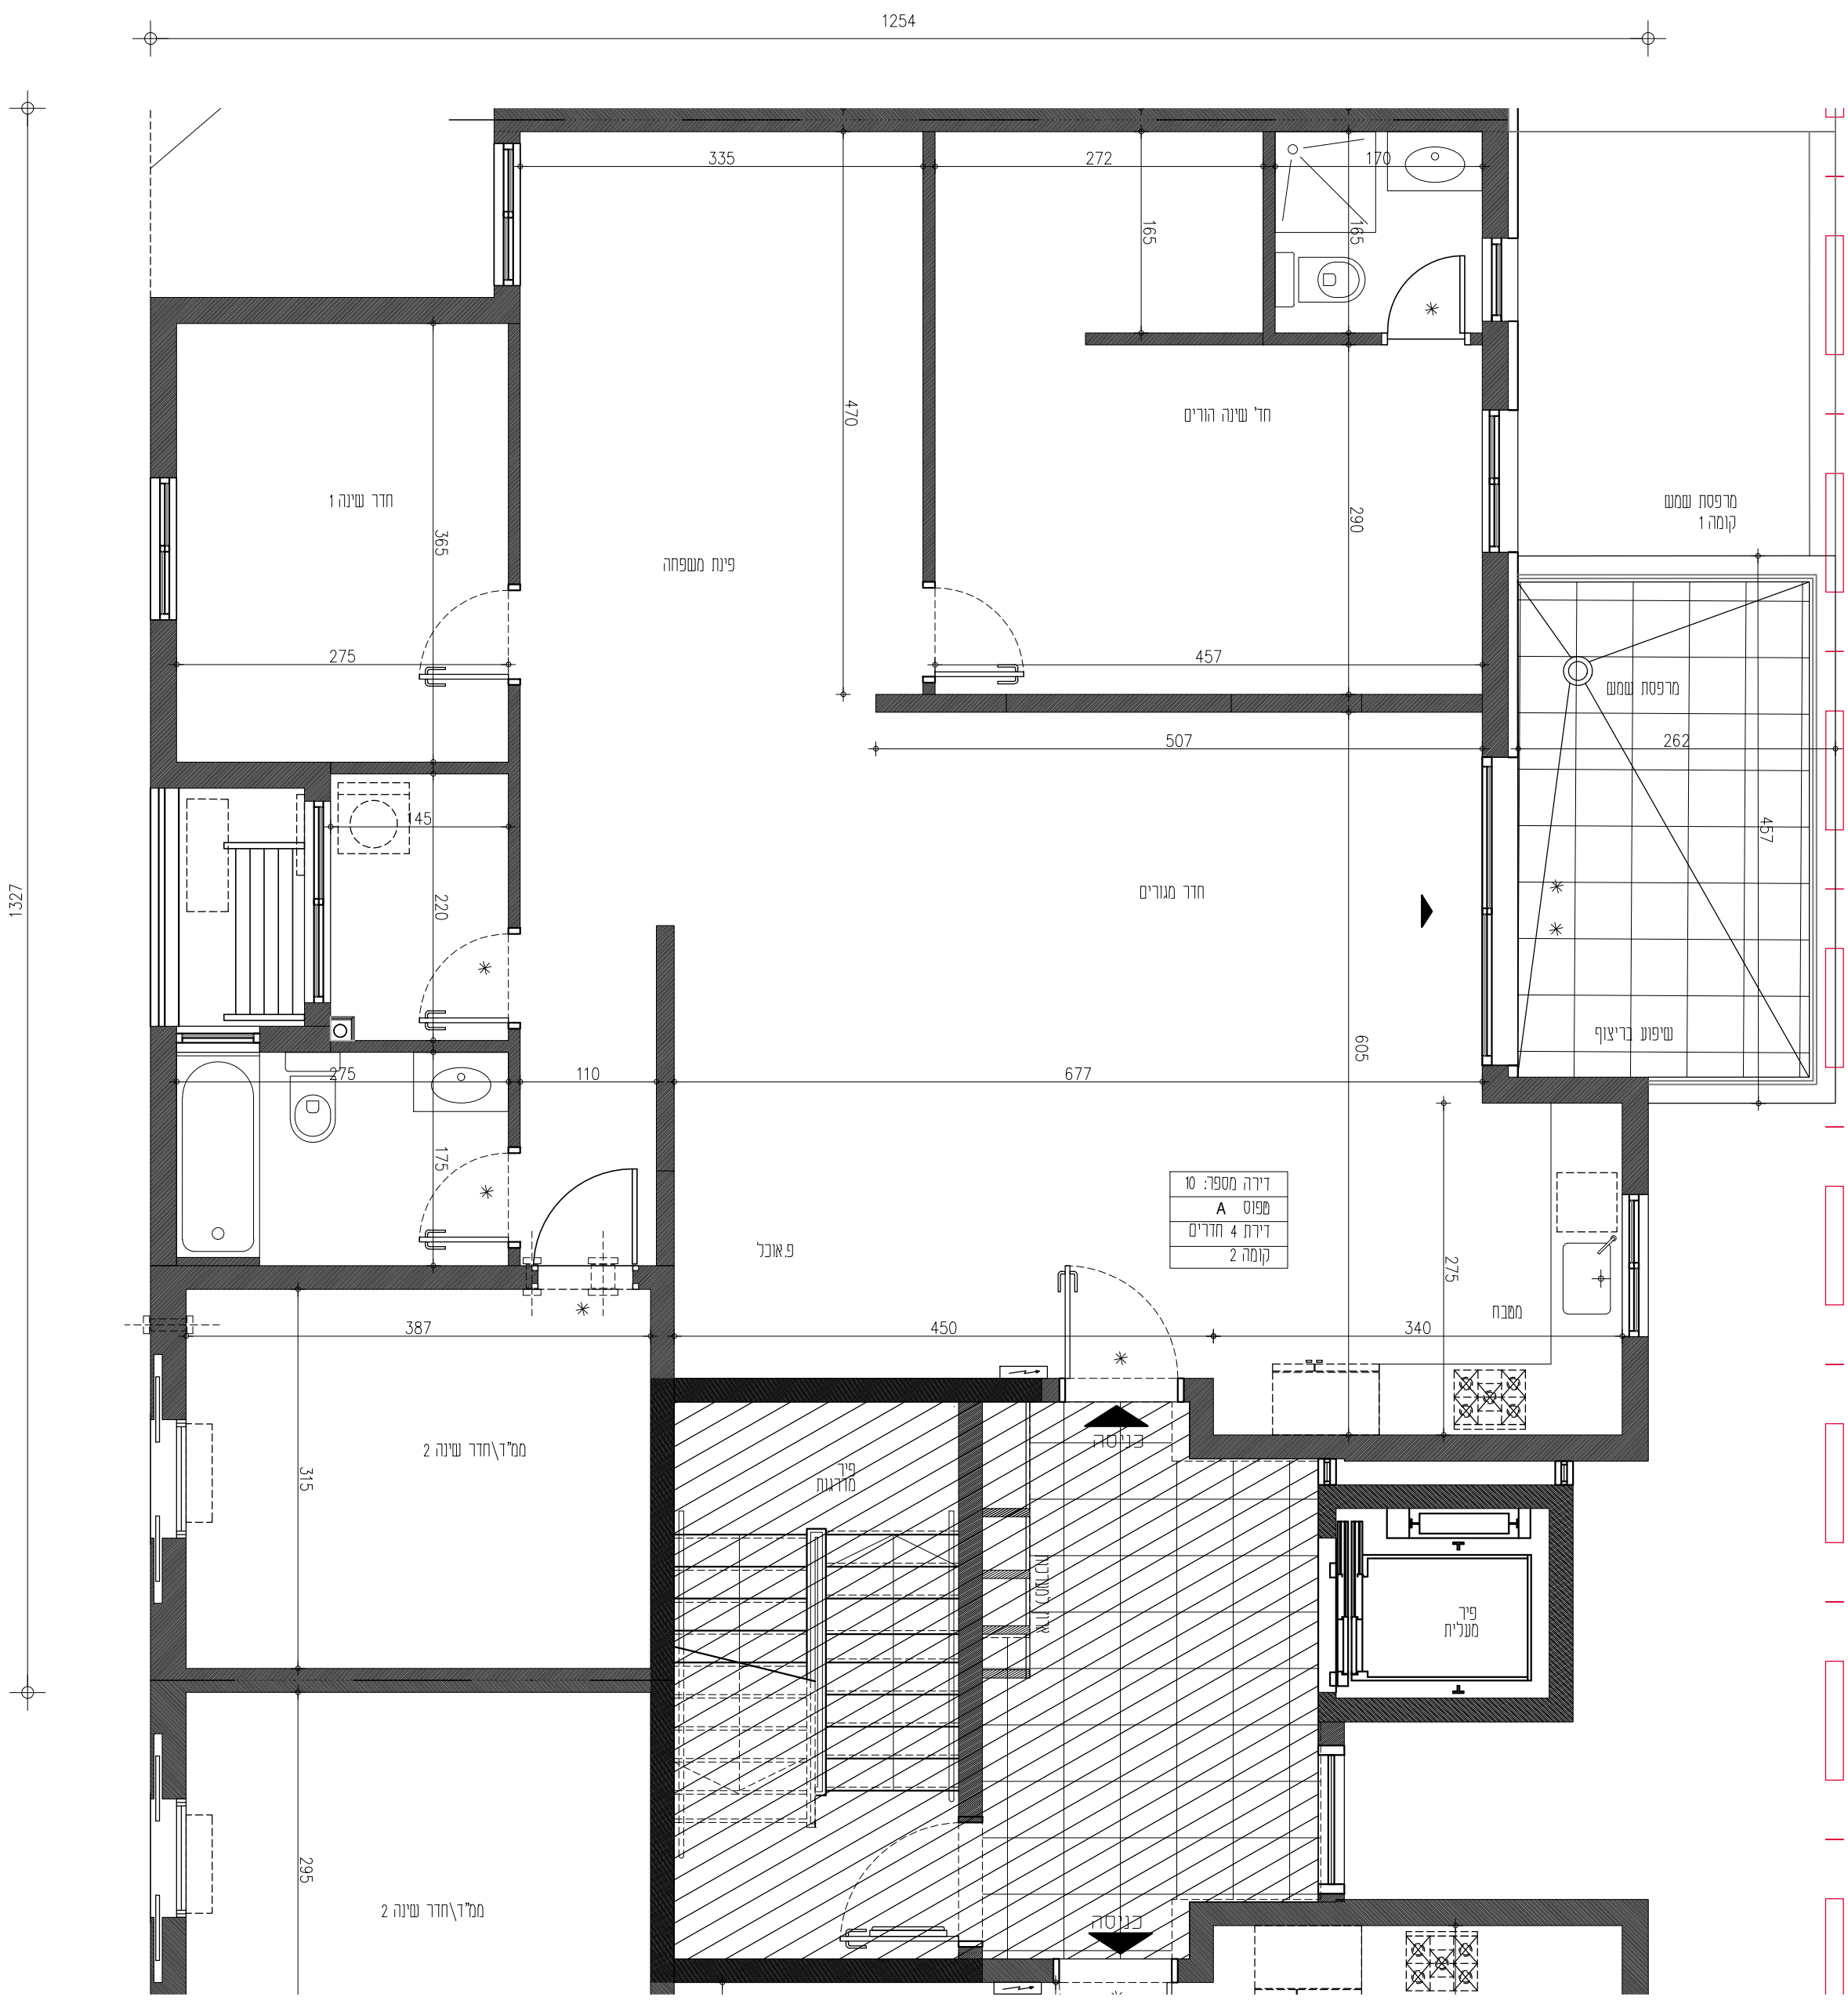 1254
1327
335
272
170
165
165
470
חד' שינה הורים
חדר שינה 1
מרפסת שמש
קומה 1
365
290
פינת משפחה
275
457
מרפסת שמש
507
262
145
457
220
חדר מגורים
605
שיפוע בריצוף
275
110
677
175
דירה מספר: 10
טפוס A
דירת 4 חדרים
קומה 2
פ.אוכל
275
מטבח
387
450
340
כניסה
ממ"ד\חדר שינה 2
315
פיר
מדרגות
פיר
מעלית
295
ממ"ד\חדר שינה 2
כניסה